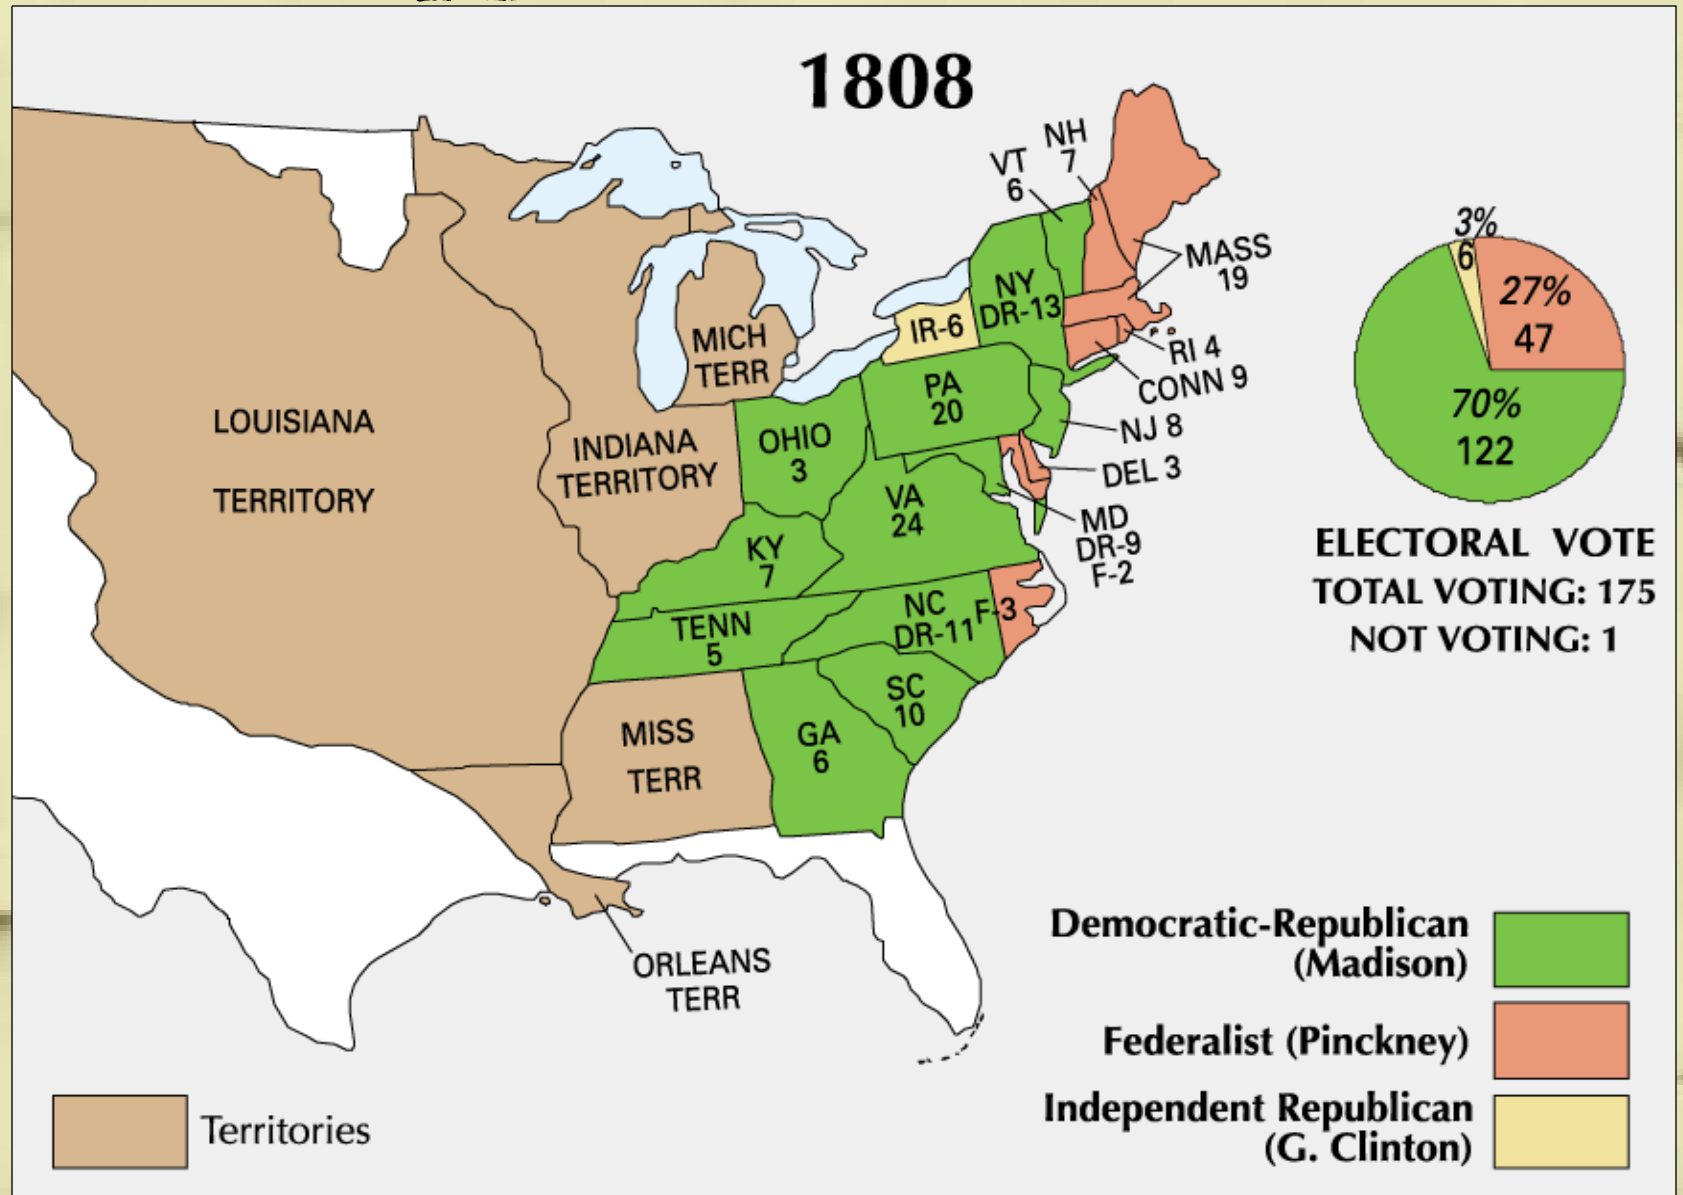 1808
NH
7
VT
6
MASS
19
3%
6
27%
47
70%
122
NY
DR-13
IR-6
RI 4
CONN 9
MICH
TERR
PA
20
NJ 8
DEL 3
OHIO
3
LOUISIANA
TERRITORY
INDIANA
TERRITORY
VA
24
MD
DR-9
F-2
KY
7
ELECTORAL VOTE
TOTAL VOTING: 175
NOT VOTING: 1
NC
DR-11
F-3
TENN
5
SC
10
GA
6
MISS
TERR
ORLEANS
TERR
Democratic-Republican
(Madison)
Federalist (Pinckney)
Independent Republican
(G. Clinton)
Territories